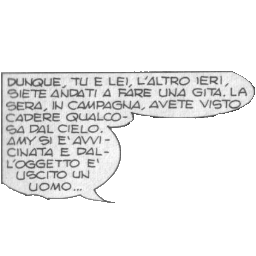 DUNQUE, TU E LEI, L'ALTRO IERI,
SIETE ANDATI A FARE UNA GITA. LA
SERA, IN CAMPAGNA, AVETE VISTO
CADERE QUALCO-
SA DAL CIELO.
AMY SI E' AVVI-
CINATA E DAL-
L'OGGETTO E'
USCITO UN
UOMO...